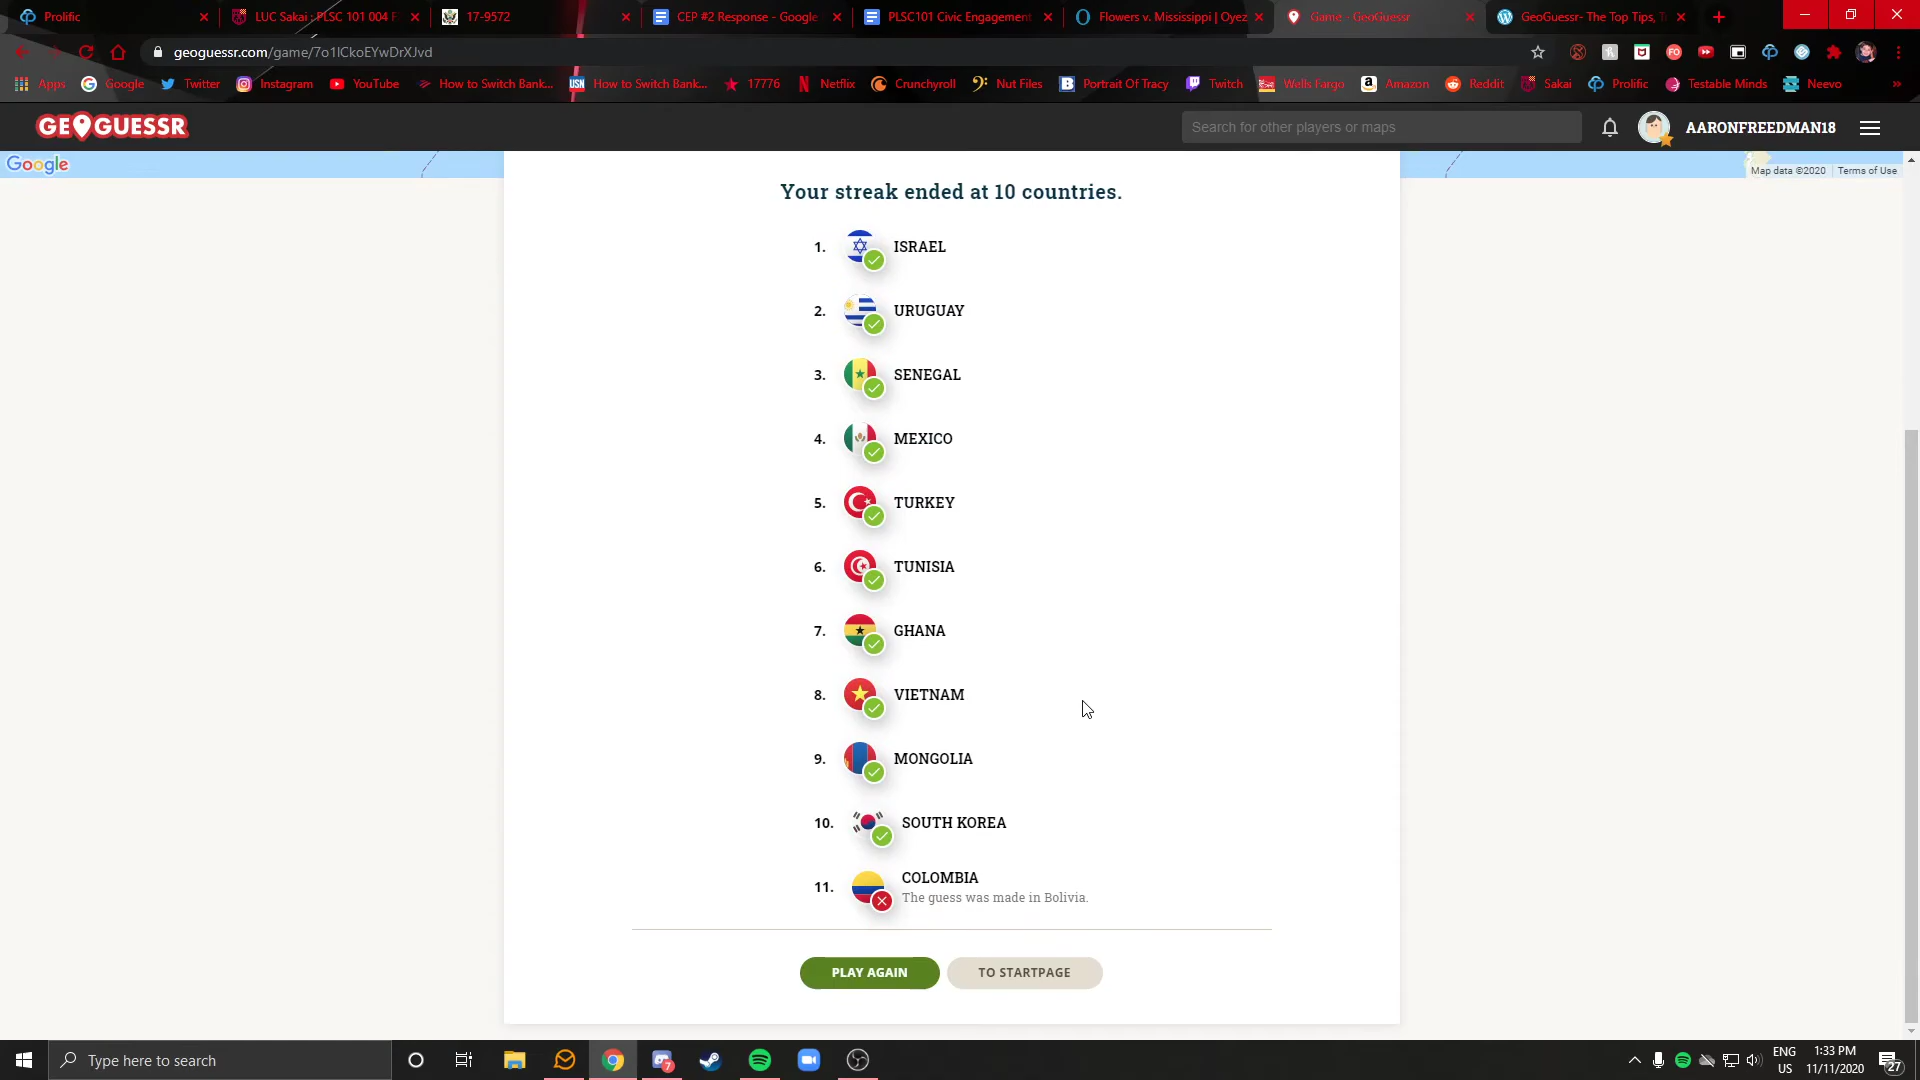 Prolific
LUC Sakai : PLSC 101 004 F
17-9572
CEP #2 Response - Google
PLSC101 Civic Engagement
Flowers v. Mississippi | Oyez
Game - GeoGuessr
GeoGuessr- The Top Tips, T
geoguessr.com/game/7o1lCkoEYwDrXJvd
Apps
Google
Twitter
Instagram
YouTube
How to Switch Bank...
How to Switch Bank...
17776
Netflix
Crunchyroll
Nut Files
Portrait Of Tracy
Twitch
Wells Fargo
Amazon
Reddit
Sakai
Prolific
Testable Minds
Neevo
GEOGUESSR
Search for other players or maps
AARONFREEDMAN18
Google
Map data ©2020
Terms of Use
Your streak ended at 10 countries.
1. ISRAEL
2. URUGUAY
3. SENEGAL
4. MEXICO
5. TURKEY
6. TUNISIA
7. GHANA
8. VIETNAM
9. MONGOLIA
10. SOUTH KOREA
11. COLOMBIA
The guess was made in Bolivia.
PLAY AGAIN
TO STARTPAGE
Type here to search
7
ENG
US
1:33 PM
11/11/2020
27